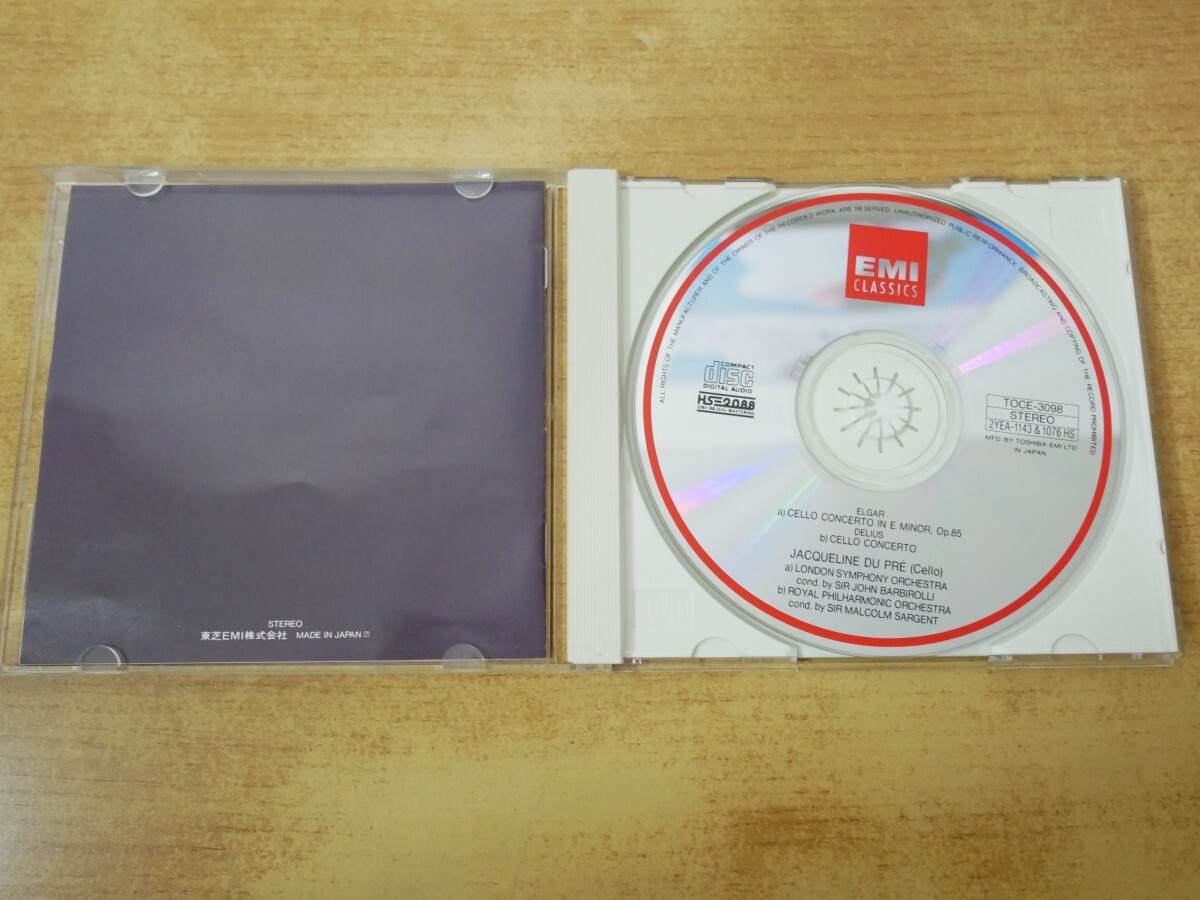 STEREO
東芝EMI株式会社 MADE IN JAPAN
ALL RIGHTS OF THE MANUFACTURER AND OF THE OWNER OF THE RECORDED WORK ARE RESERVED. UNAUTHORIZED PUBLIC PERFORMANCE, BROADCASTING AND COPYING OF THE RECORD PROHIBITED
EMI
CLASSICS
COMPACT
disc
DIGITAL AUDIO
HS2088
TOCE-3098
STEREO
2YEA-1143 & 1076 HS
MFD. BY TOSHIBA-EMI LTD.
IN JAPAN
ELGAR
a) CELLO CONCERTO IN E MINOR, Op.85
DELIUS
b) CELLO CONCERTO
JACQUELINE DU PRÉ (Cello)
a) LONDON SYMPHONY ORCHESTRA
cond. by SIR JOHN BARBIROLLI
b) ROYAL PHILHARMONIC ORCHESTRA
cond. by SIR MALCOLM SARGENT